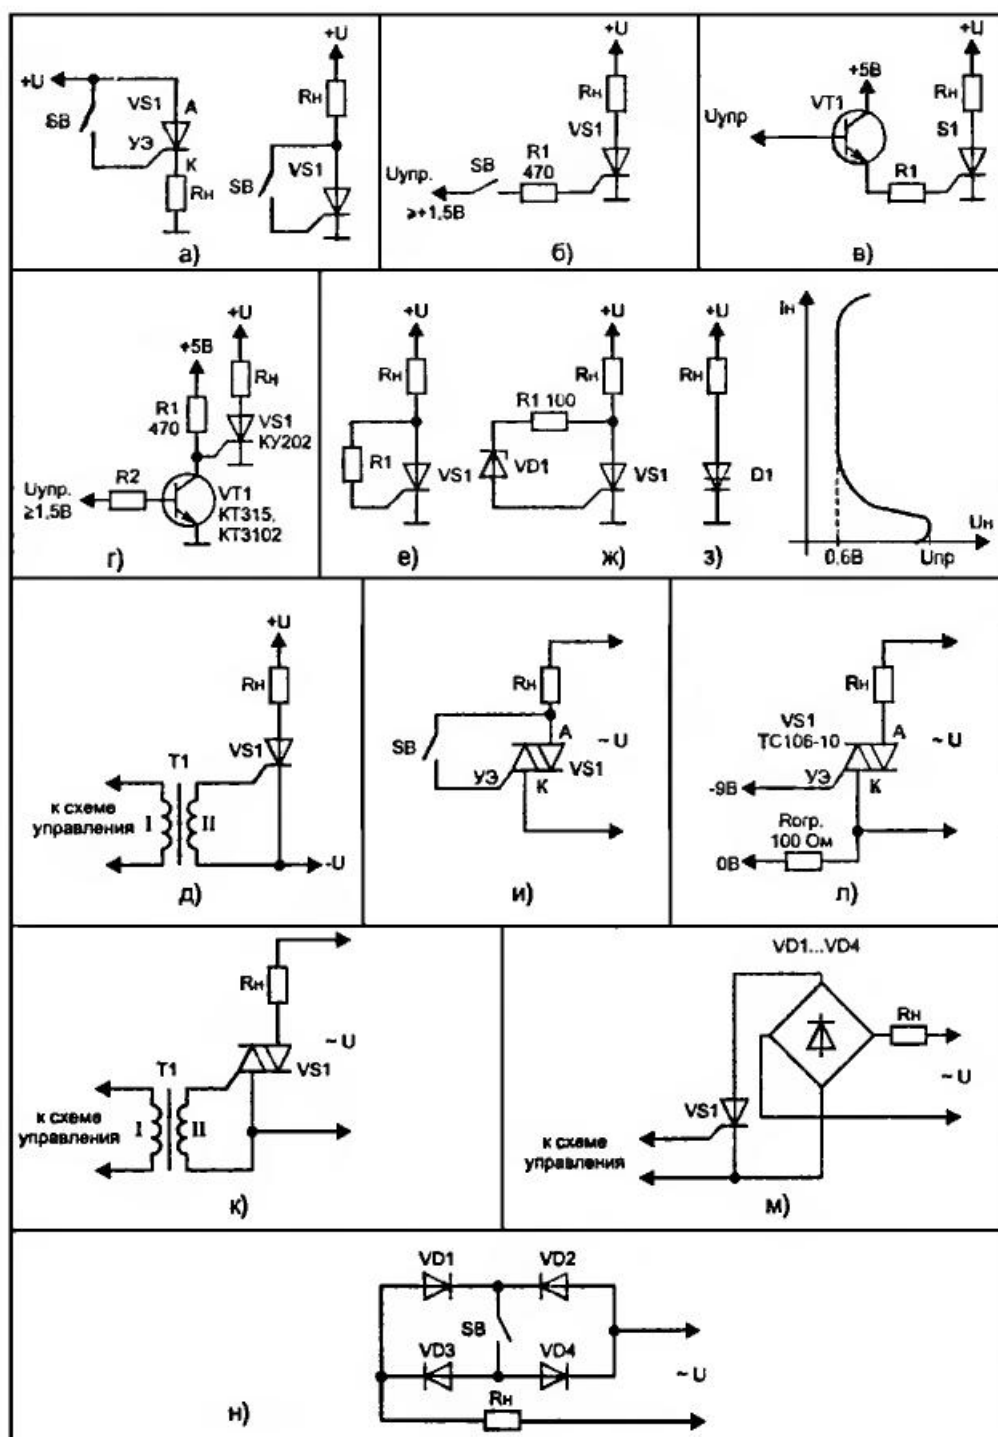 +U
SB
VS1
А
УЭ
К
Rн
+U
Rн
SB
VS1
а)
+U
Rн
VS1
SB
R1
470
Uупр.
≥+1,5В
б)
+U
+5В
VT1
Rн
Uупр
S1
R1
в)
+U
+5В
Rн
R1
470
VS1
КУ202
R2
Uупр.
≥1,5В
VT1
КТ315,
КТ3102
г)
+U
Rн
R1
VS1
е)
+U
Rн
R1 100
VD1
VS1
ж)
+U
Rн
D1
з)
iн
Uн
0,6В
Uпр
+U
Rн
VS1
T1
к схеме
управления
I
II
-U
д)
Rн
SB
А
~ U
УЭ
VS1
К
и)
Rн
VS1
ТС106-10
А
~ U
-9В
УЭ
К
Rогр.
100 Ом
0В
л)
Rн
~ U
T1
VS1
к схеме
управления
I
II
к)
VD1...VD4
Rн
~ U
VS1
к схеме
управления
м)
VD1
VD2
SB
VD3
VD4
~ U
Rн
н)